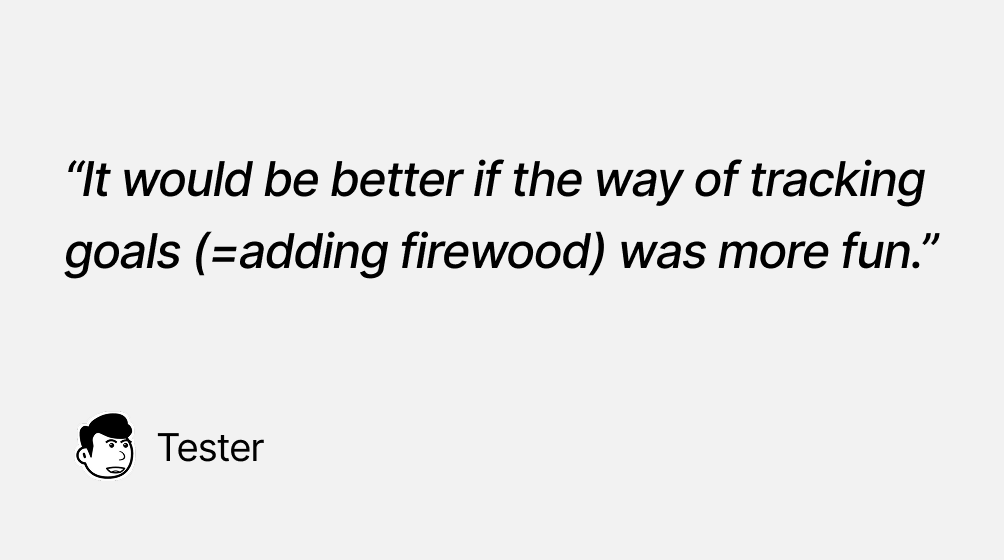 “It would be better if the way of tracking
goals (=adding firewood) was more fun.”
Tester